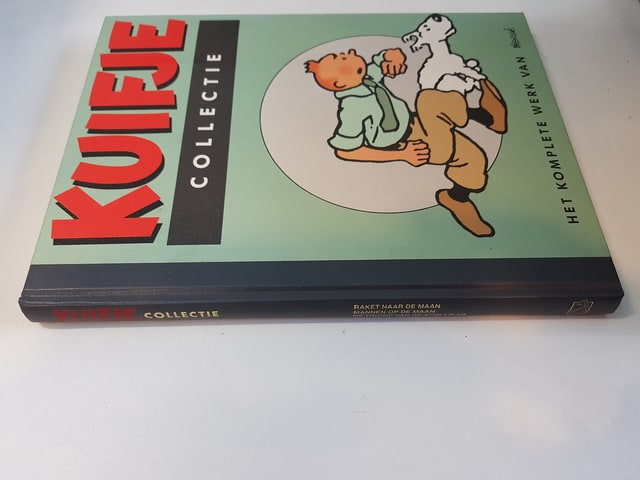 KUIFJE
COLLECTIE
HET KOMPLETE WERK VAN Hergé
KUIFJE COLLECTIE
RAKET NAAR DE MAAN
MANNEN OP DE MAAN